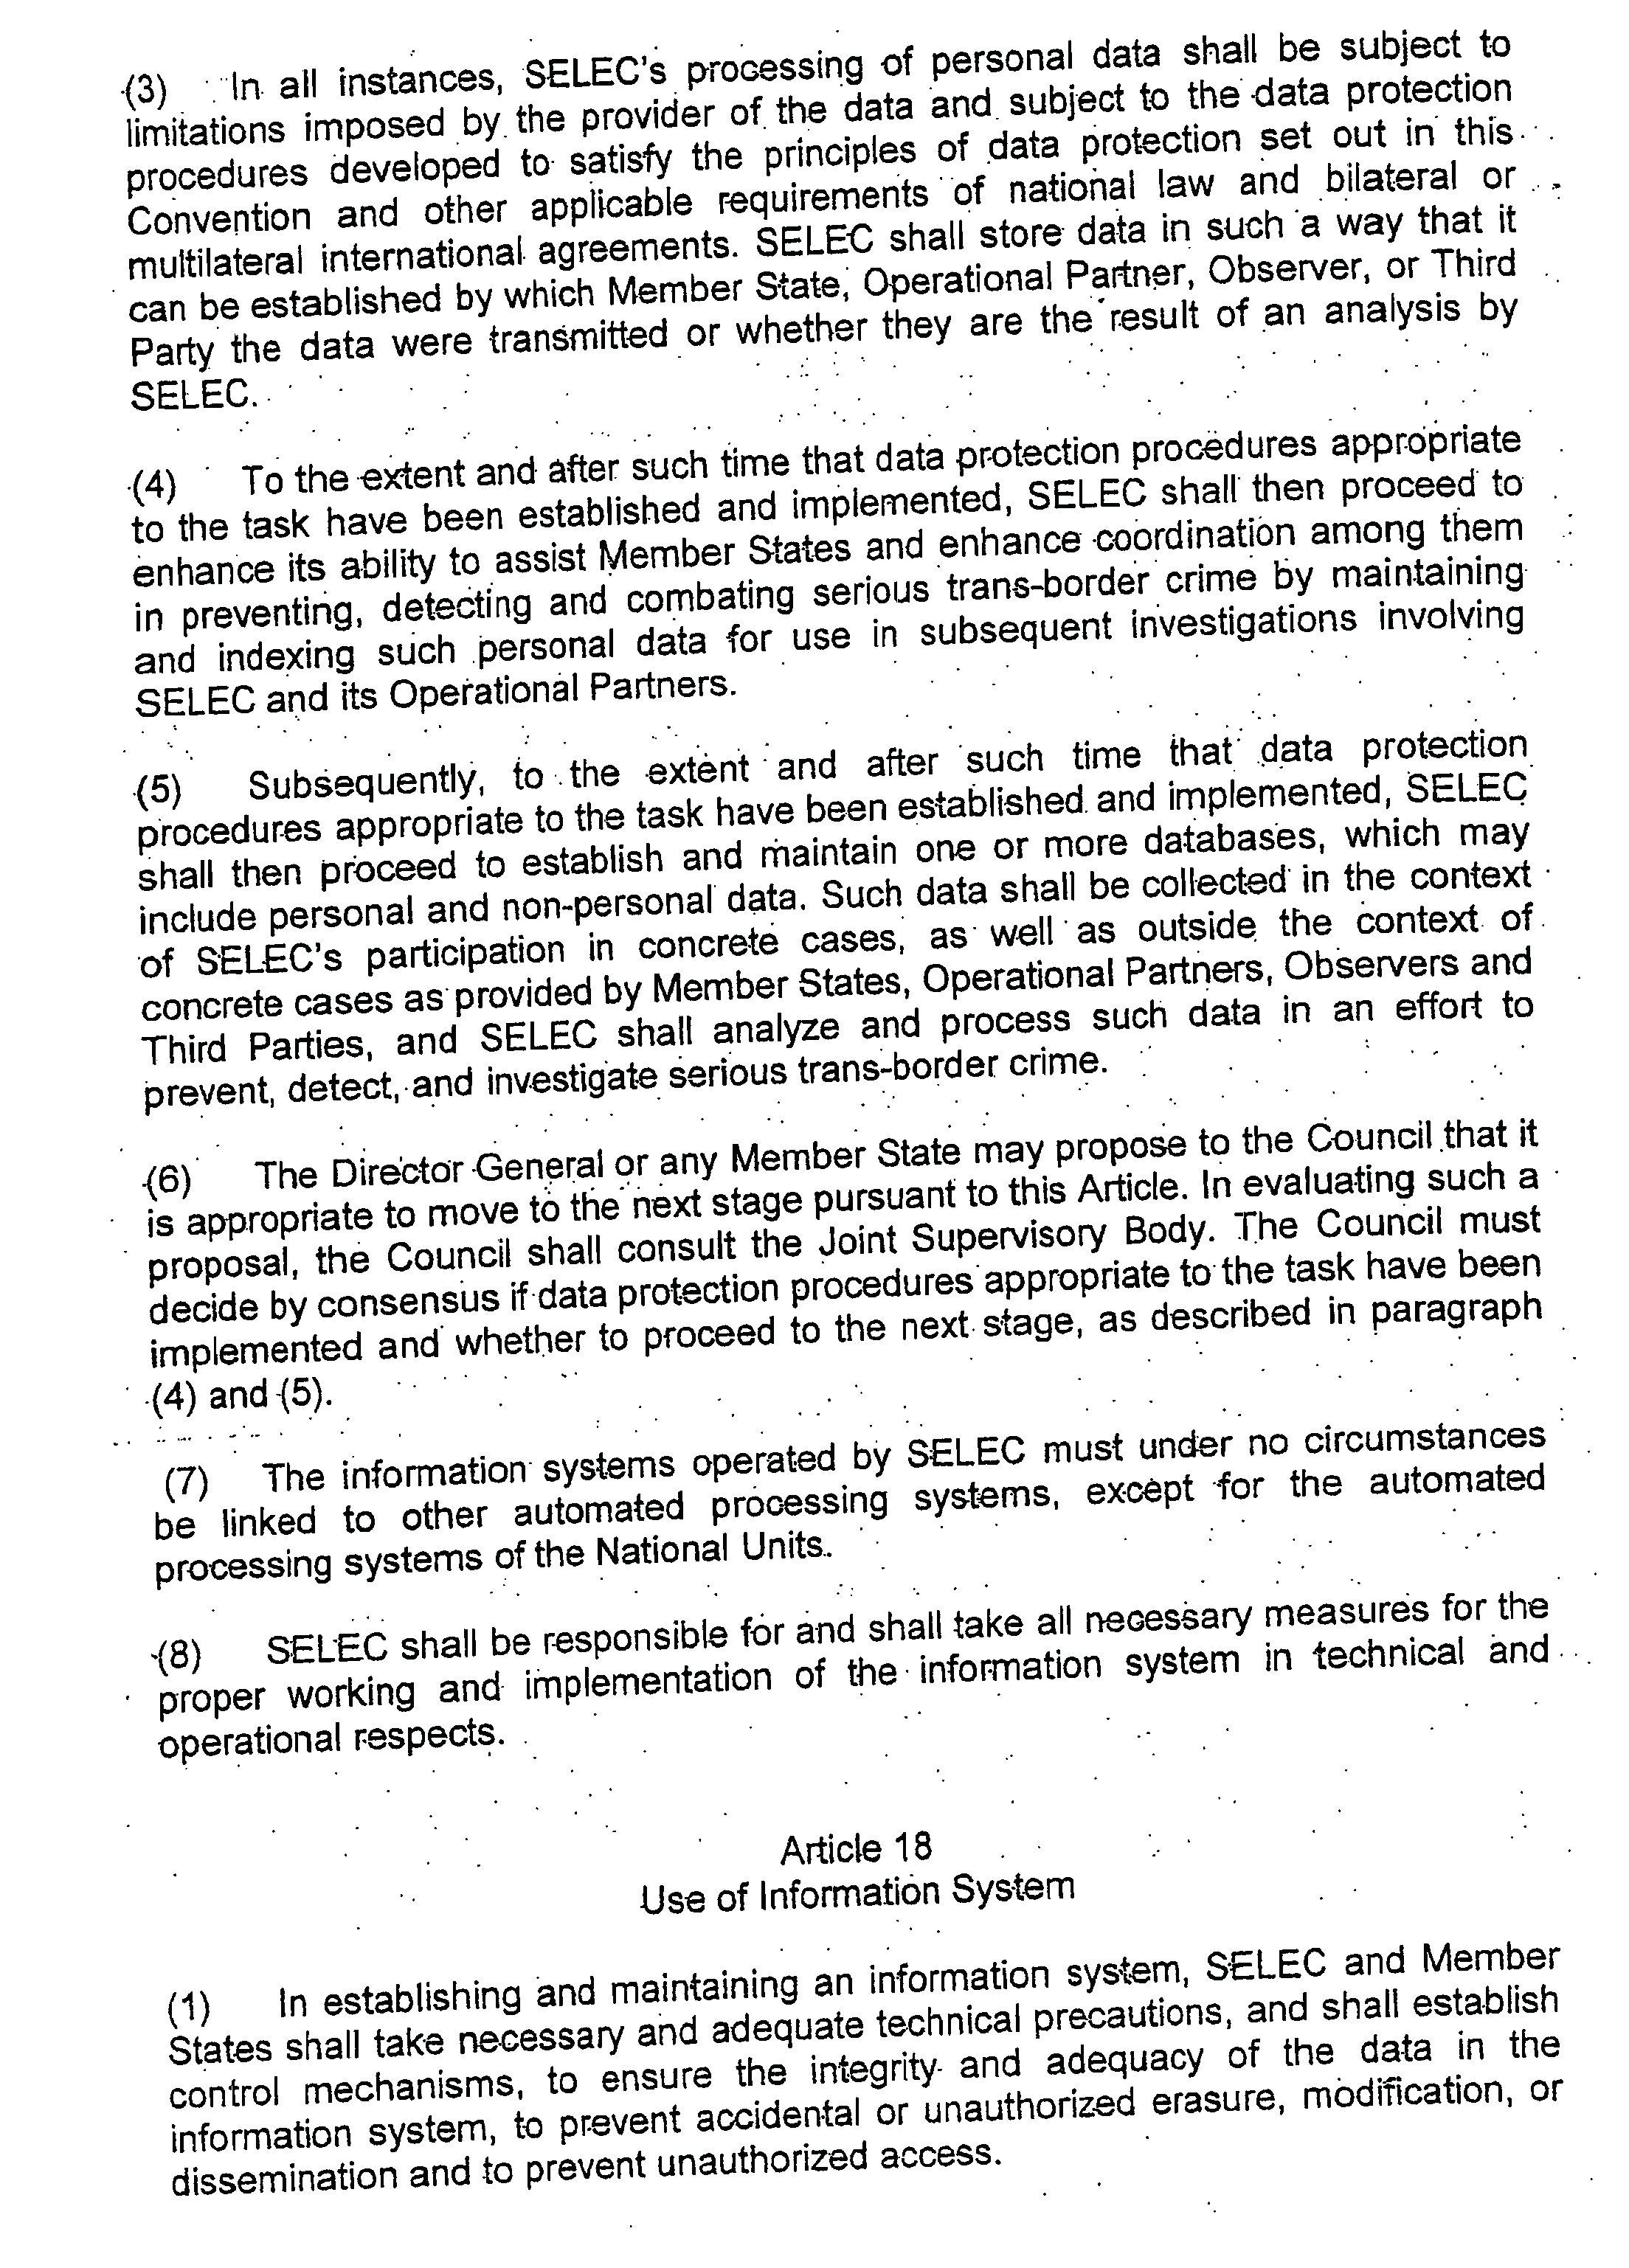 (3) In all instances, SELEC's processing of personal data shall be subject to
limitations imposed by the provider of the data and subject to the data protection
procedures developed to satisfy the principles of data protection set out in this
Convention and other applicable requirements of national law and bilateral or
multilateral international agreements. SELEC shall store data in such a way that it
can be established by which Member State, Operational Partner, Observer, or Third
Party the data were transmitted or whether they are the result of an analysis by
SELEC.
(4) To the extent and after such time that data protection procedures appropriate
to the task have been established and implemented, SELEC shall then proceed to
enhance its ability to assist Member States and enhance coordination among them
in preventing, detecting and combating serious trans-border crime by maintaining
and indexing such personal data for use in subsequent investigations involving
SELEC and its Operational Partners.
(5) Subsequently, to the extent and after such time that data protection
procedures appropriate to the task have been established and implemented, SELEC
shall then proceed to establish and maintain one or more databases, which may
include personal and non-personal data. Such data shall be collected in the context
of SELEC's participation in concrete cases, as well as outside the context of
concrete cases as provided by Member States, Operational Partners, Observers and
Third Parties, and SELEC shall analyze and process such data in an effort to
prevent, detect, and investigate serious trans-border crime.
(6) The Director General or any Member State may propose to the Council that it
is appropriate to move to the next stage pursuant to this Article. In evaluating such a
proposal, the Council shall consult the Joint Supervisory Body. The Council must
decide by consensus if data protection procedures appropriate to the task have been
implemented and whether to proceed to the next stage, as described in paragraph
(4) and (5).
(7) The information systems operated by SELEC must under no circumstances
be linked to other automated processing systems, except for the automated
processing systems of the National Units.
(8) SELEC shall be responsible for and shall take all necessary measures for the
proper working and implementation of the information system in technical and
operational respects.
Article 18
Use of Information System
(1) In establishing and maintaining an information system, SELEC and Member
States shall take necessary and adequate technical precautions, and shall establish
control mechanisms, to ensure the integrity and adequacy of the data in the
information system, to prevent accidental or unauthorized erasure, modification, or
dissemination and to prevent unauthorized access.